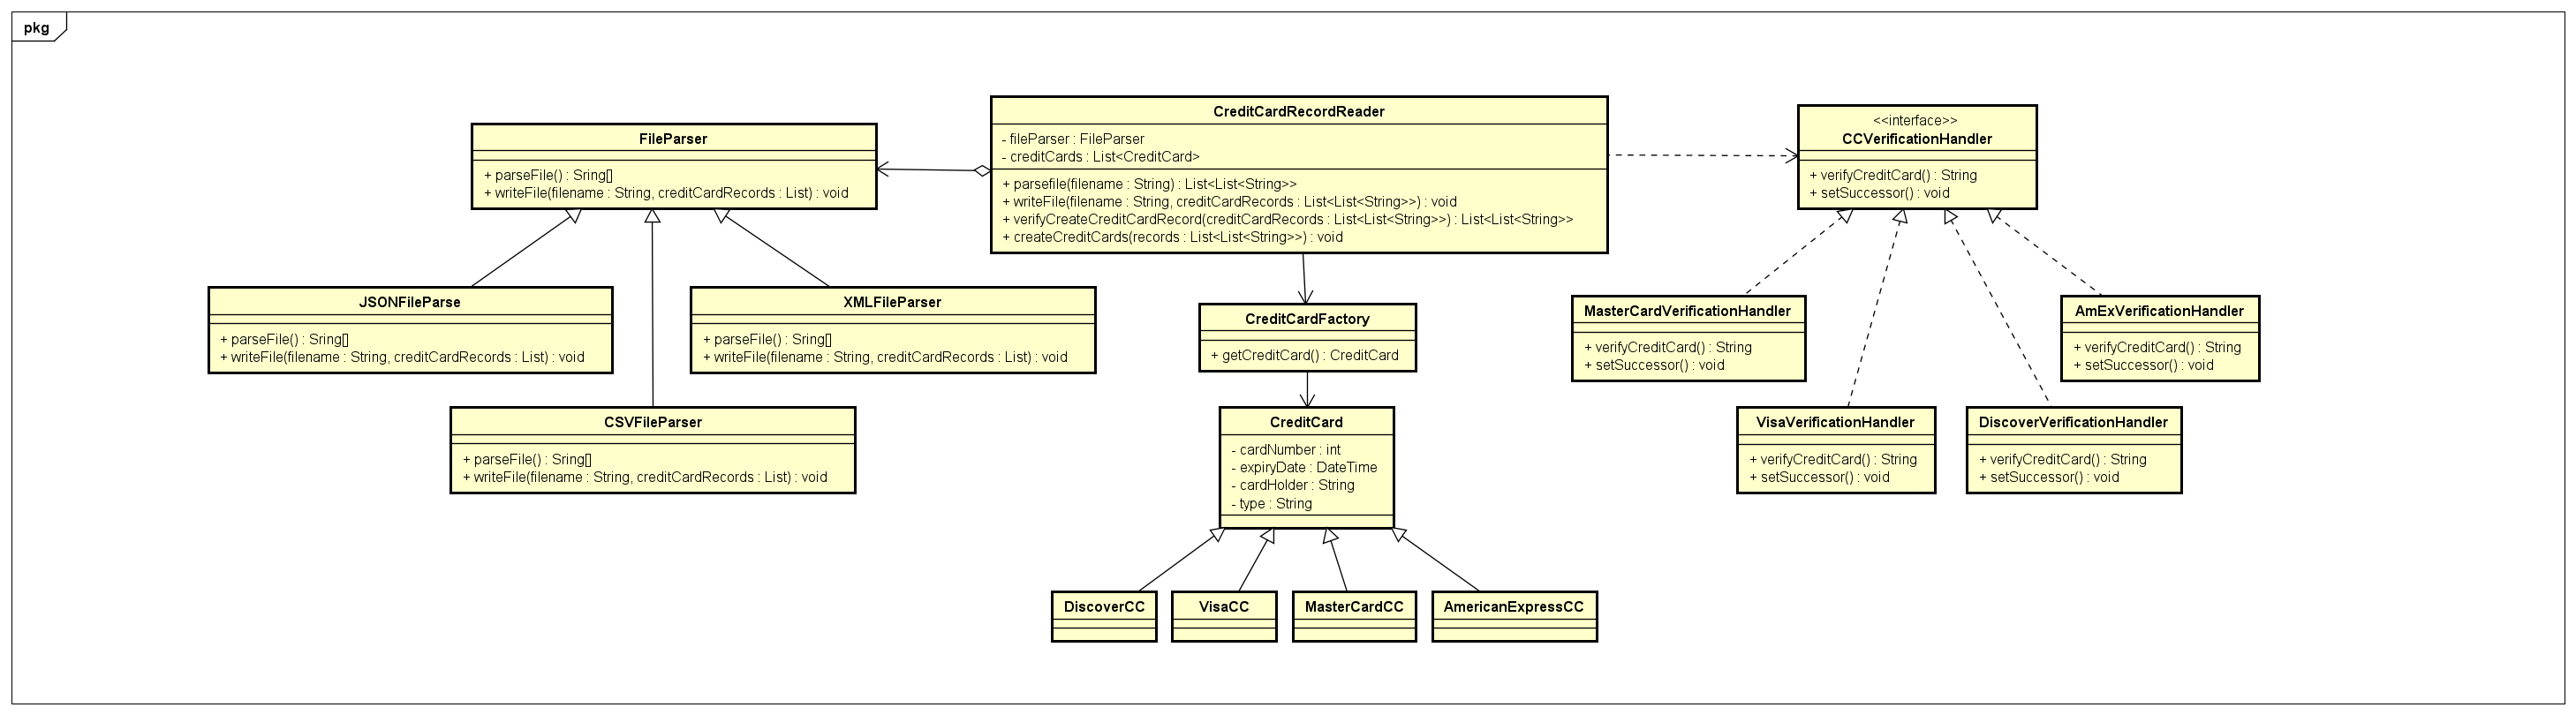 pkg
FileParser
+ parseFile() : Sring[]
+ writeFile(filename : String, creditCardRecords : List) : void
CreditCardRecordReader
- fileParser : FileParser
- creditCards : List<CreditCard>
+ parsefile(filename : String) : List<List<String>>
+ writeFile(filename : String, creditCardRecords : List<List<String>>) : void
+ verifyCreateCreditCardRecord(creditCardRecords : List<List<String>>) : List<List<String>>
+ createCreditCards(records : List<List<String>>) : void
<<interface>>
CCVerificationHandler
+ verifyCreditCard() : String
+ setSuccessor() : void
JSONFileParse
+ parseFile() : Sring[]
+ writeFile(filename : String, creditCardRecords : List) : void
XMLFileParser
+ parseFile() : Sring[]
+ writeFile(filename : String, creditCardRecords : List) : void
CreditCardFactory
+ getCreditCard() : CreditCard
MasterCardVerificationHandler
+ verifyCreditCard() : String
+ setSuccessor() : void
AmExVerificationHandler
+ verifyCreditCard() : String
+ setSuccessor() : void
CSVFileParser
+ parseFile() : Sring[]
+ writeFile(filename : String, creditCardRecords : List) : void
CreditCard
- cardNumber : int
- expiryDate : DateTime
- cardHolder : String
- type : String
VisaVerificationHandler
+ verifyCreditCard() : String
+ setSuccessor() : void
DiscoverVerificationHandler
+ verifyCreditCard() : String
+ setSuccessor() : void
DiscoverCC
VisaCC
MasterCardCC
AmericanExpressCC